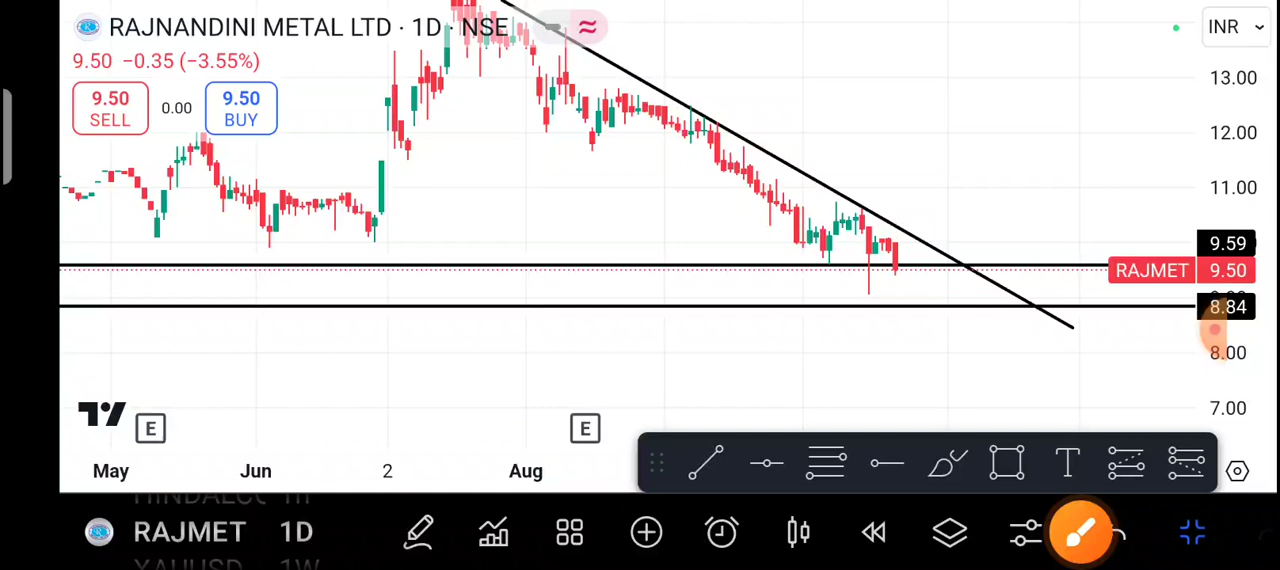 RAJNANDINI METAL LTD · 1D · NSE
INR
9.50 −0.35 (−3.55%)
13.00
9.50
SELL
0.00
9.50
BUY
12.00
11.00
9.59
RAJMET 9.50
8.84
8.00
7.00
E
E
May
Jun
2
Aug
T
RAJMET 1D
XAUUSD 1W